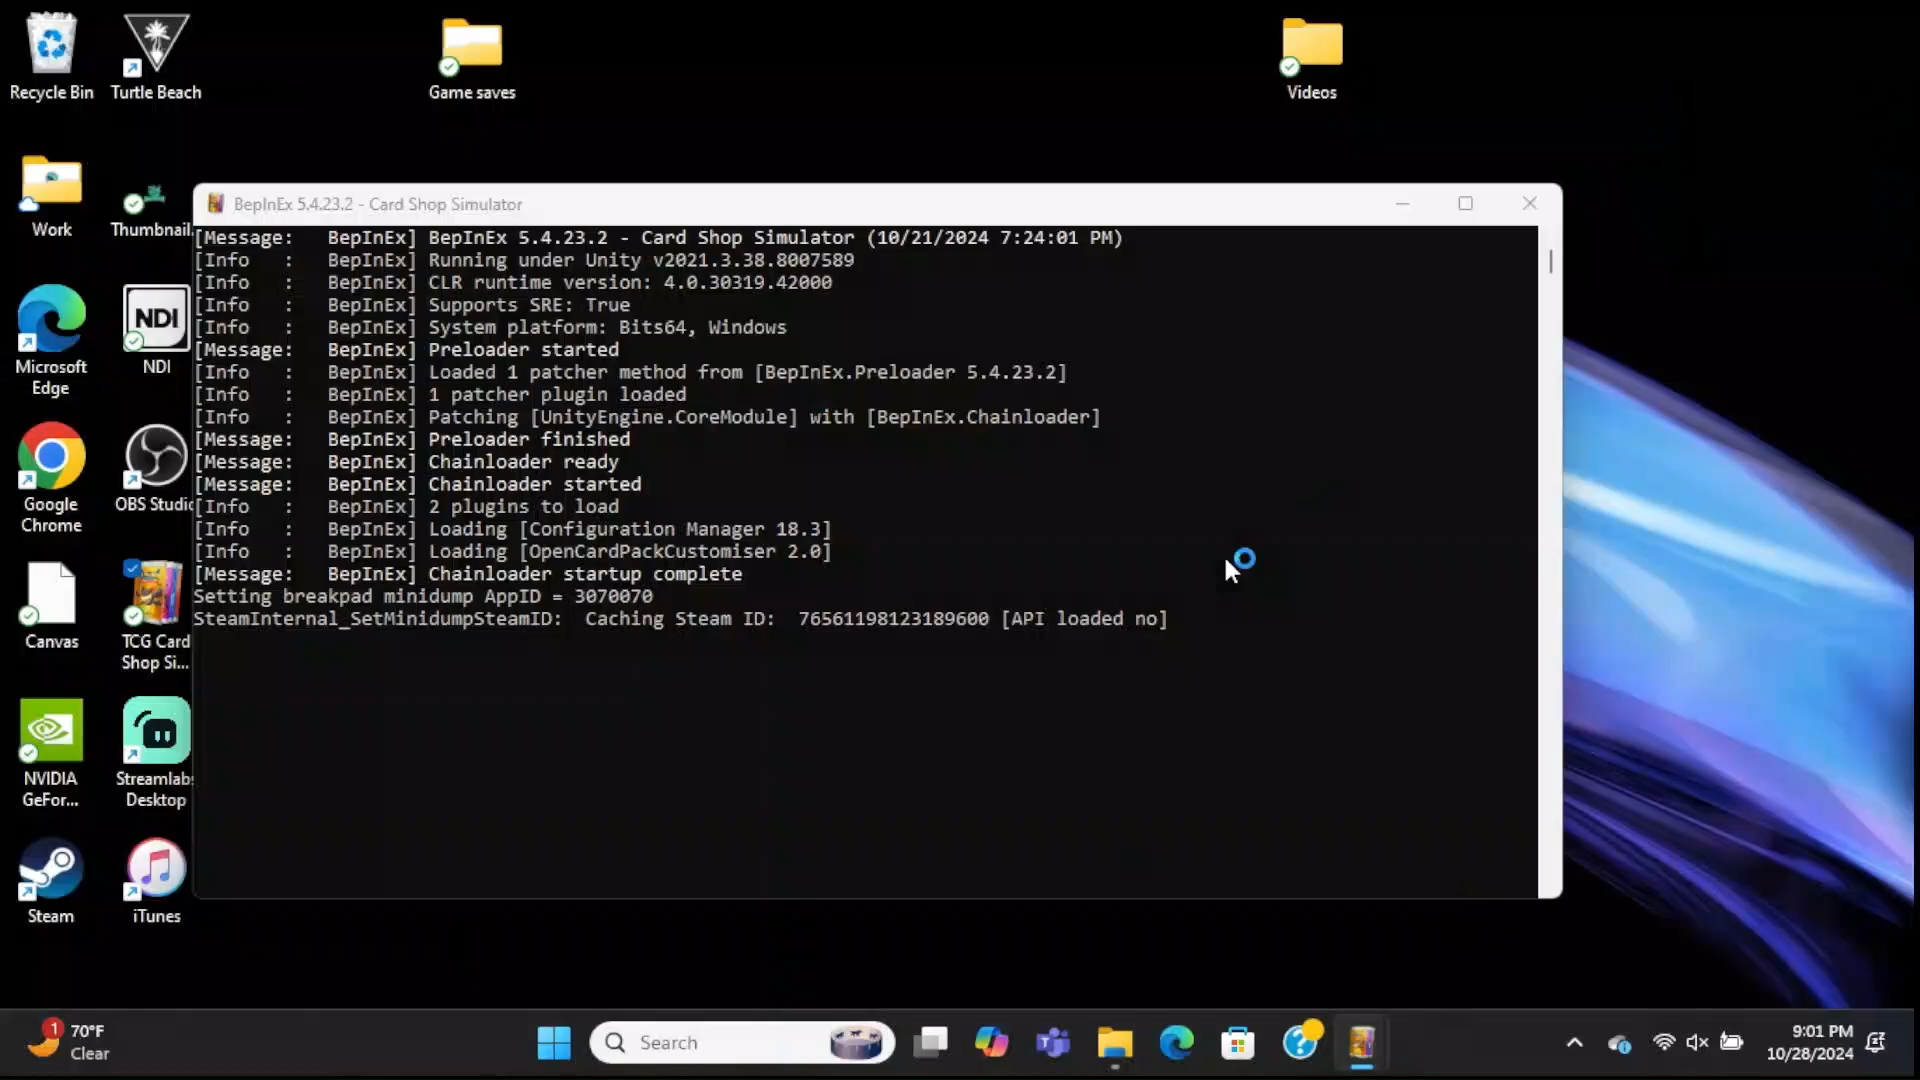 Recycle Bin
Turtle Beach
Game saves
Videos
Work
Thumbnail
Microsoft
Edge
NDI
NDI
Google
Chrome
OBS Studio
Canvas
TCG Card
Shop Si...
NVIDIA
GeFor...
Streamlabs
Desktop
Steam
iTunes
BepInEx 5.4.23.2 - Card Shop Simulator
[Message:   BepInEx] BepInEx 5.4.23.2 - Card Shop Simulator (10/21/2024 7:24:01 PM)
[Info   :   BepInEx] Running under Unity v2021.3.38.8007589
[Info   :   BepInEx] CLR runtime version: 4.0.30319.42000
[Info   :   BepInEx] Supports SRE: True
[Info   :   BepInEx] System platform: Bits64, Windows
[Message:   BepInEx] Preloader started
[Info   :   BepInEx] Loaded 1 patcher method from [BepInEx.Preloader 5.4.23.2]
[Info   :   BepInEx] 1 patcher plugin loaded
[Info   :   BepInEx] Patching [UnityEngine.CoreModule] with [BepInEx.Chainloader]
[Message:   BepInEx] Preloader finished
[Message:   BepInEx] Chainloader ready
[Message:   BepInEx] Chainloader started
[Info   :   BepInEx] 2 plugins to load
[Info   :   BepInEx] Loading [Configuration Manager 18.3]
[Info   :   BepInEx] Loading [OpenCardPackCustomiser 2.0]
[Message:   BepInEx] Chainloader startup complete
Setting breakpad minidump AppID = 3070070
SteamInternal_SetMinidumpSteamID:  Caching Steam ID:  76561198123189600 [API loaded no]
1
70°F
Clear
Search
9:01 PM
10/28/2024